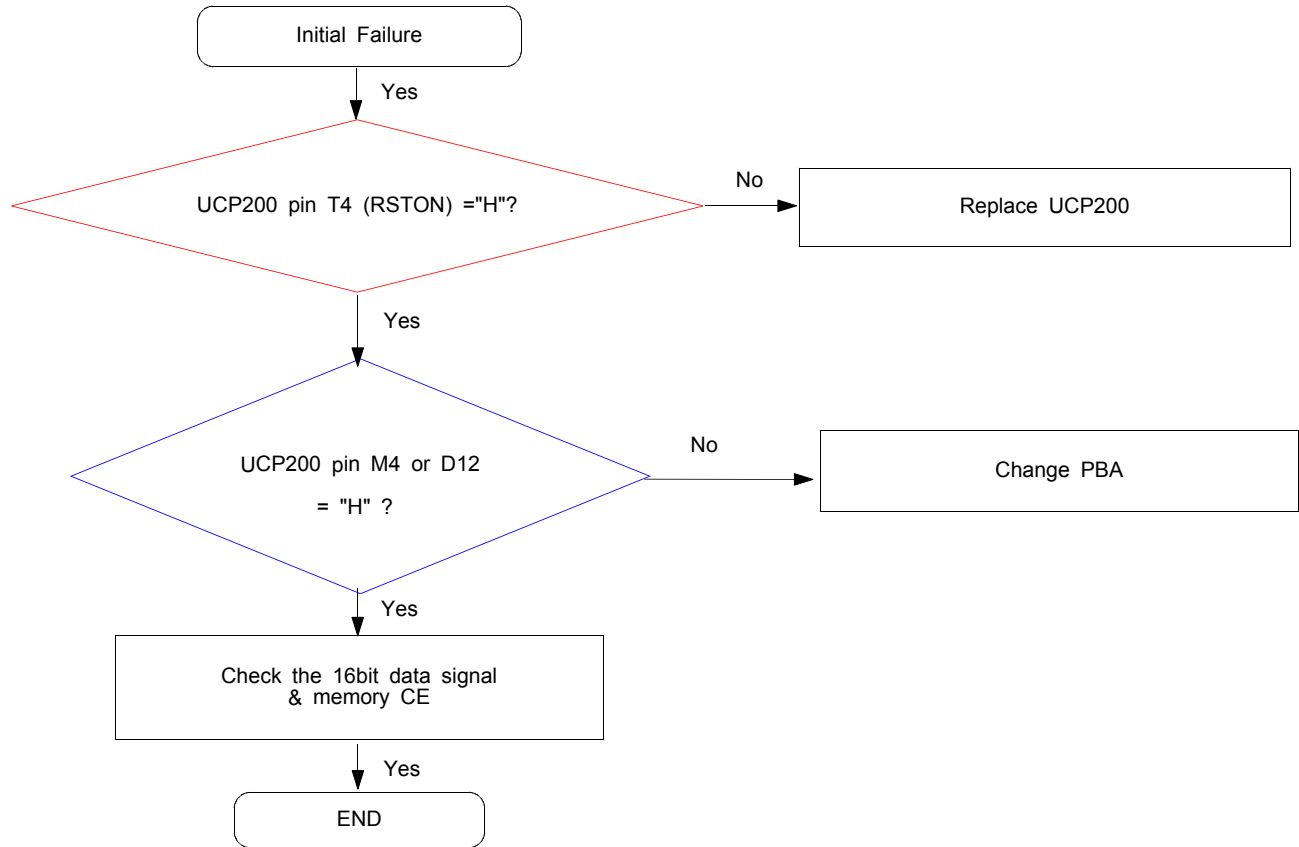 Initial Failure
Yes
UCP200 pin T4 (RSTON) ="H"?
No
Replace UCP200
Yes
UCP200 pin M4 or D12
= "H" ?
No
Change PBA
Yes
Check the 16bit data signal
& memory CE
Yes
END